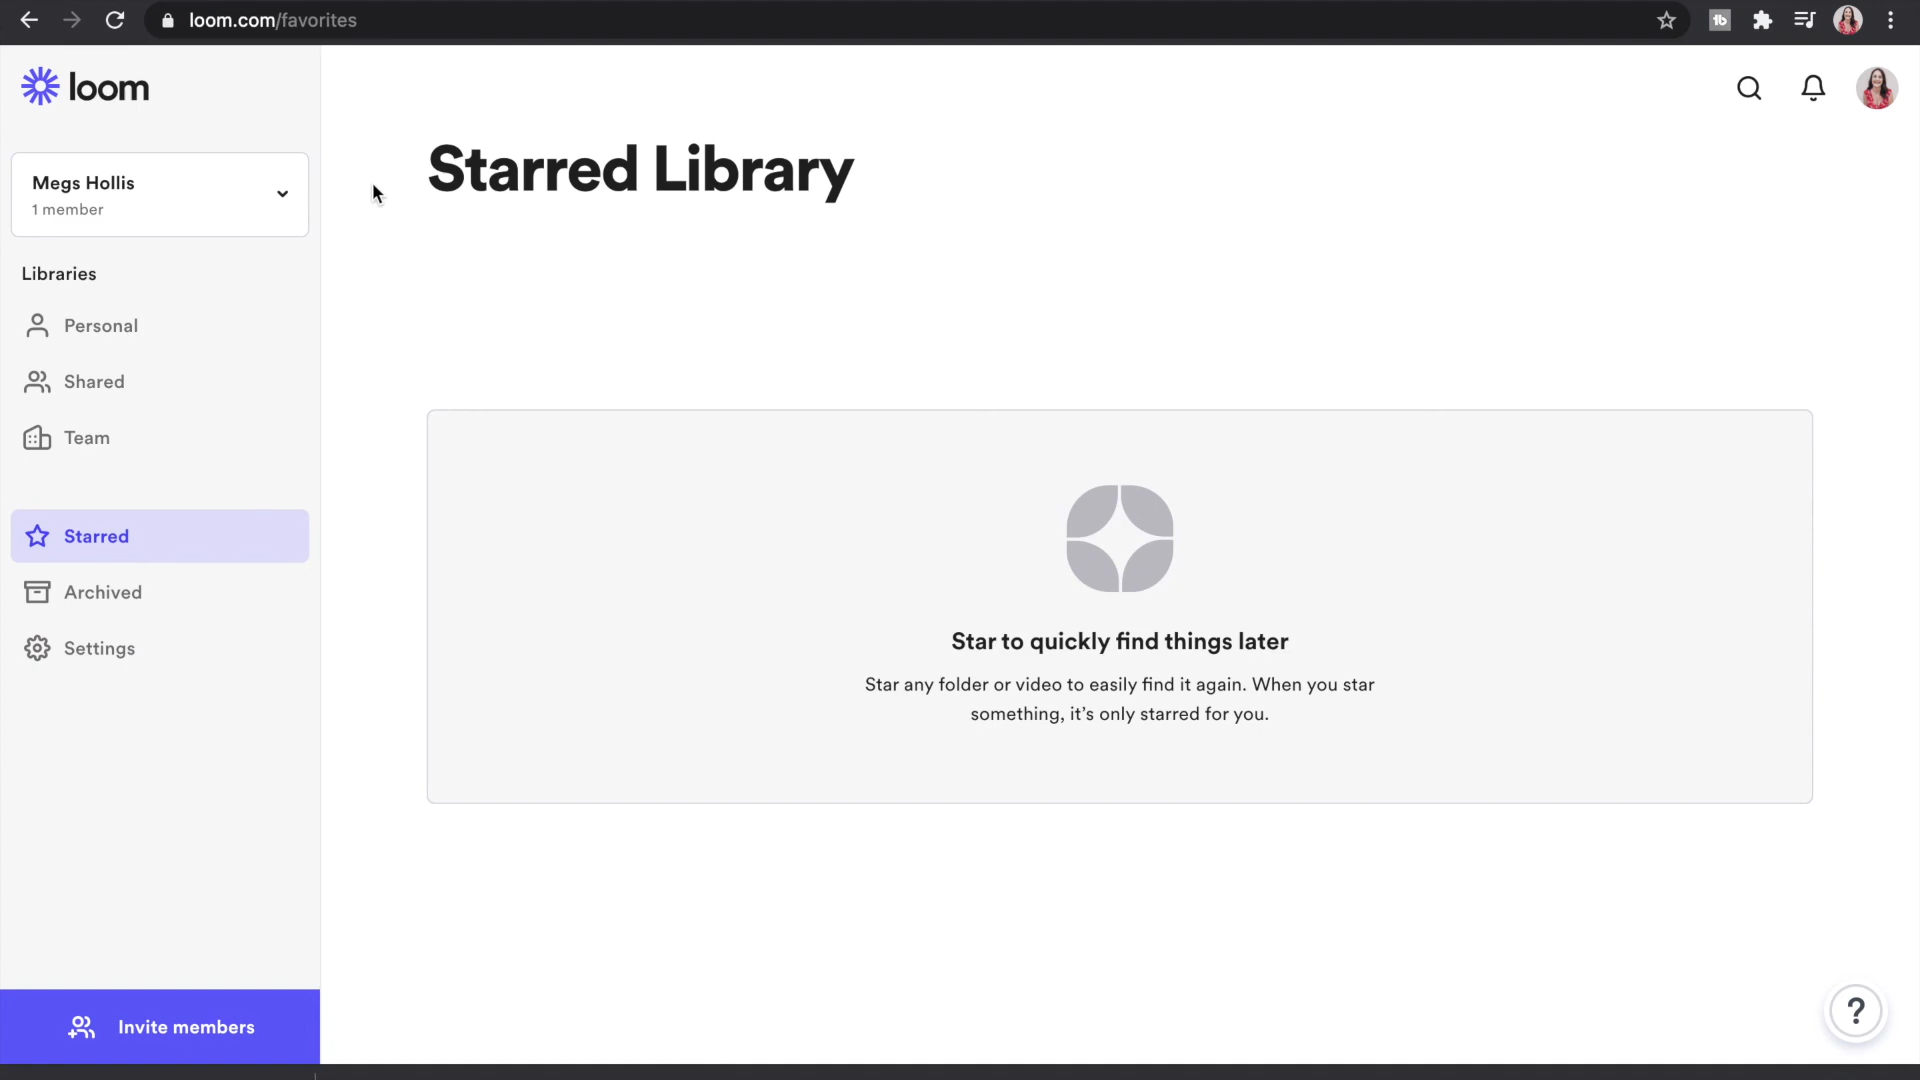 loom.com/favorites
loom
Megs Hollis
1 member
Libraries
Personal
Shared
Team
Starred
Archived
Settings
Invite members
Starred Library
Star to quickly find things later
Star any folder or video to easily find it again. When you star
something, it’s only starred for you.
tb
?